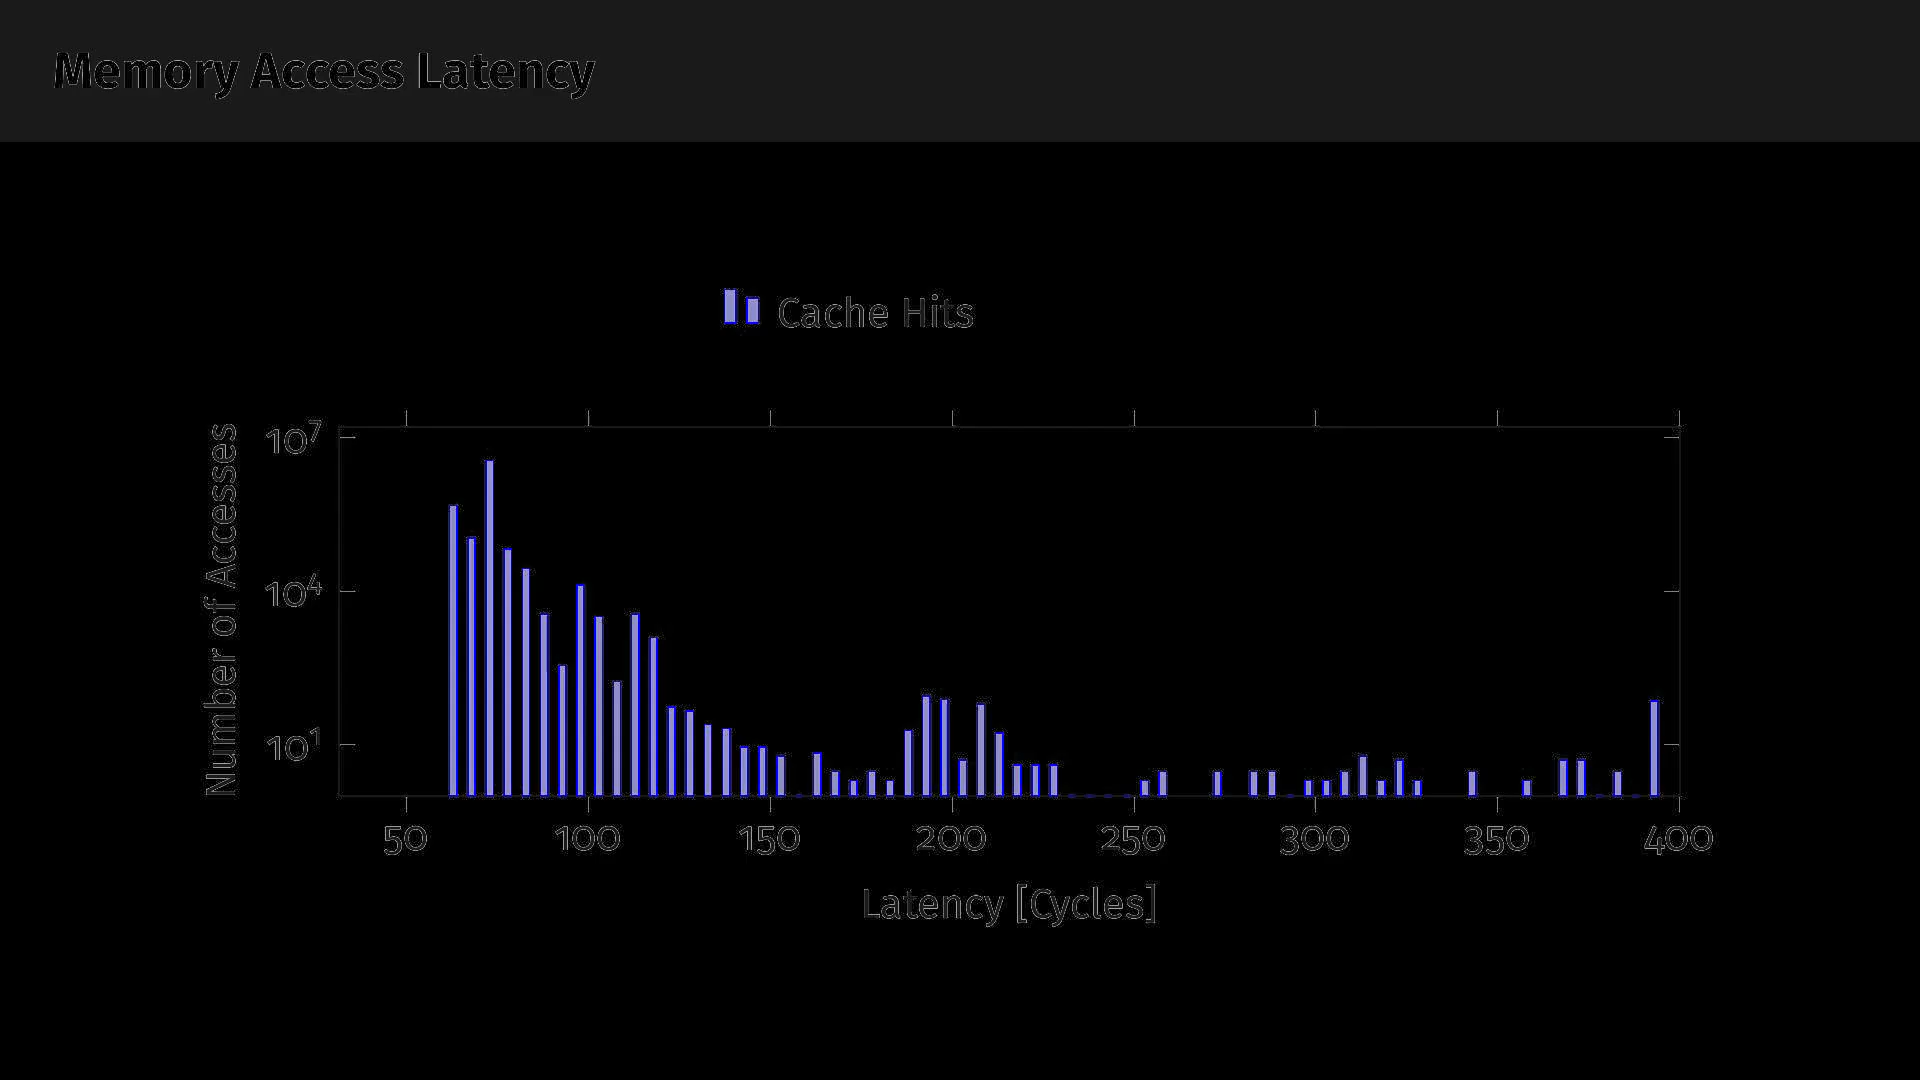 Memory Access Latency
Cache Hits
Number of Accesses
10⁷
10⁴
10¹
50 100 150 200 250 300 350 400
Latency [Cycles]